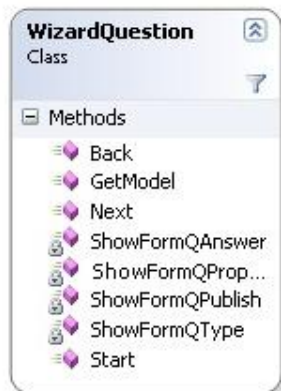 WizardQuestion
Class
Methods
Back
GetModel
Next
ShowFormQAnswer
ShowFormQProp...
ShowFormQPublish
ShowFormQType
Start